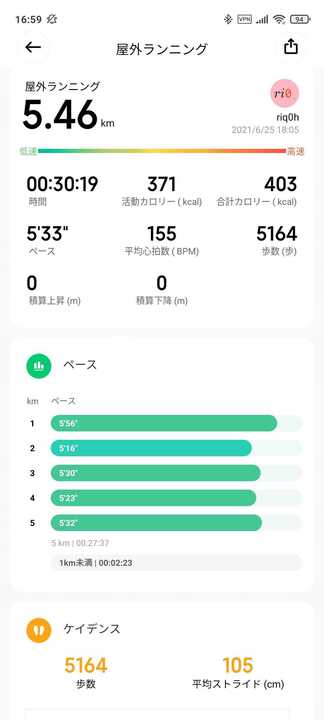 16:59 VPN 94
屋外ランニング
屋外ランニング
5.46 km
ri0
riq0h
2021/6/25 18:05
低速 高速
00:30:19 371 403
時間 活動カロリー ( kcal) 合計カロリー ( kcal)
5'33" 155 5164
ペース 平均心拍数 ( BPM) 歩数 (歩)
0 0
積算上昇 (m) 積算下降 (m)
ペース
km ペース
1 5'56"
2 5'16"
3 5'30"
4 5'23"
5 5'32"
5 km | 00:27:37
1km未満 | 00:02:23
ケイデンス
5164 105
歩数 平均ストライド (cm)